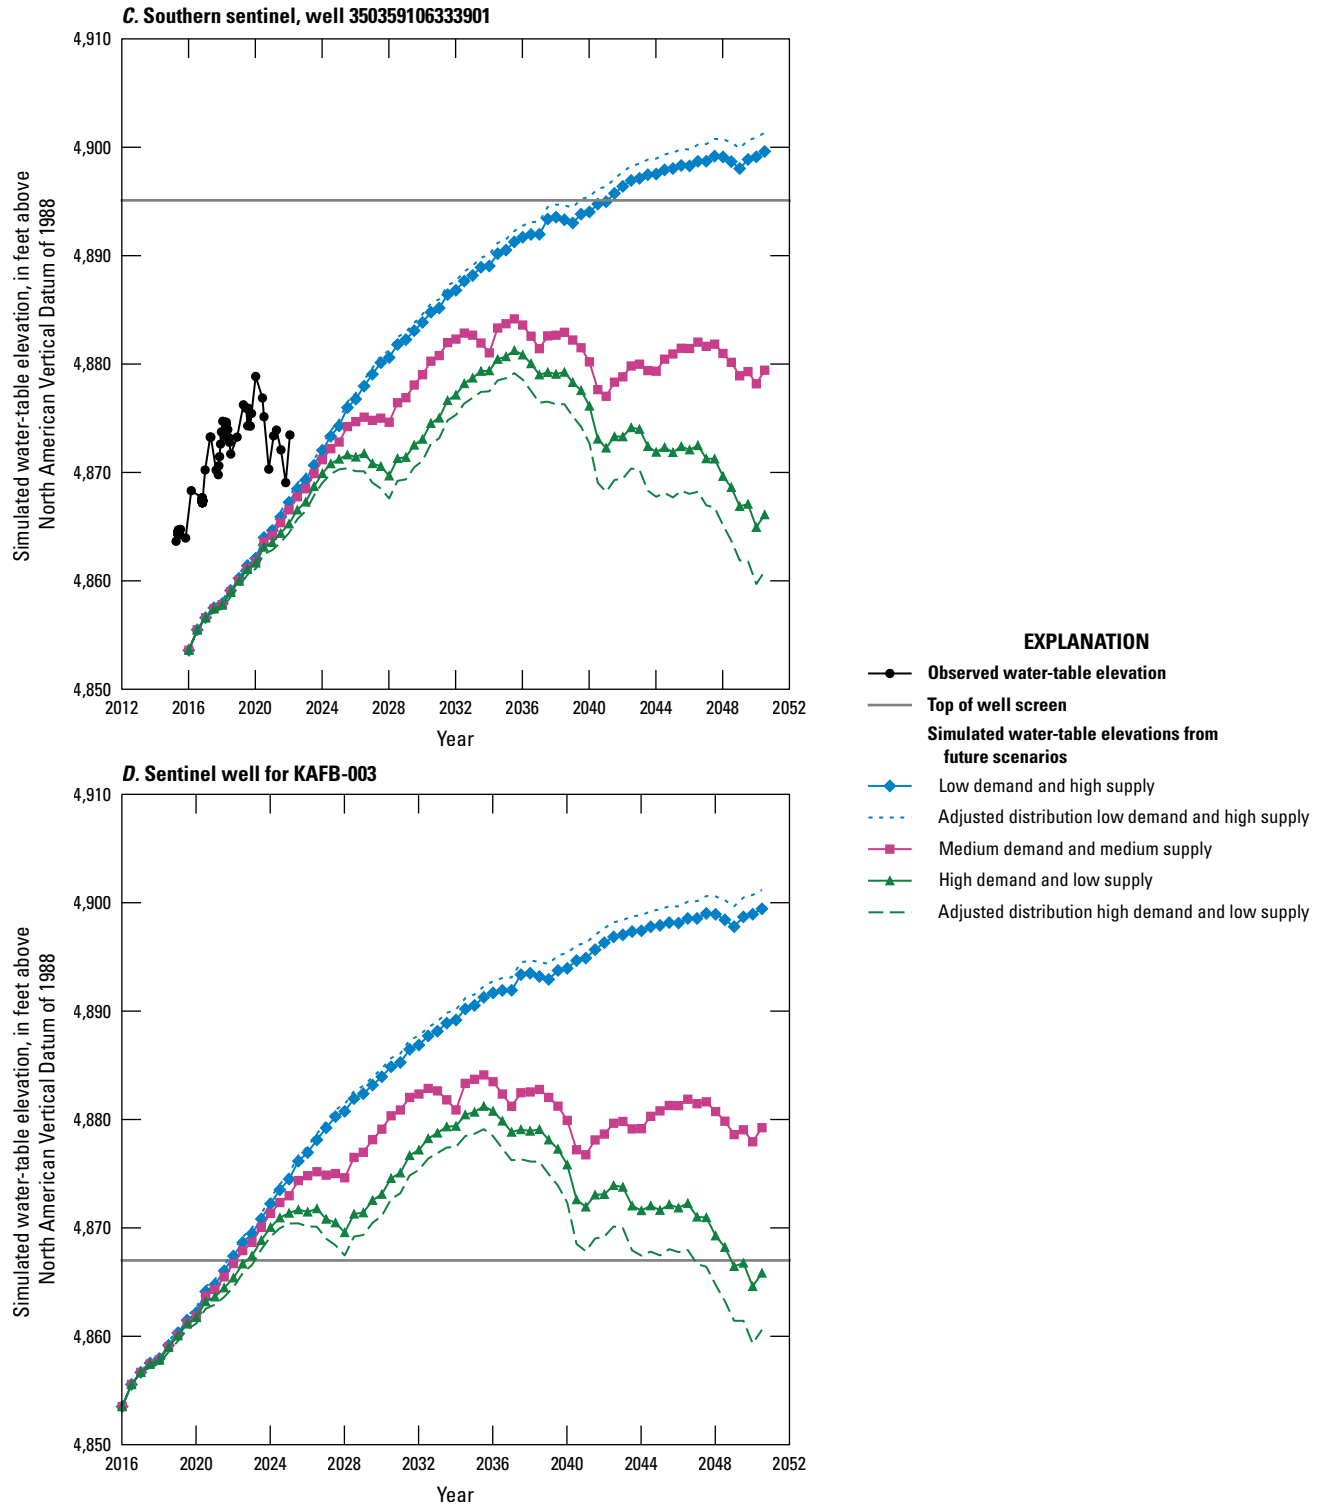 C. Southern sentinel, well 350359106333901
4,910
4,900
4,890
4,880
4,870
4,860
4,850
Simulated water-table elevation, in feet above
North American Vertical Datum of 1988
2012 2016 2020 2024 2028 2032 2036 2040 2044 2048 2052
Year
D. Sentinel well for KAFB-003
4,910
4,900
4,890
4,880
4,870
4,860
4,850
Simulated water-table elevation, in feet above
North American Vertical Datum of 1988
2016 2020 2024 2028 2032 2036 2040 2044 2048 2052
Year
EXPLANATION
Observed water-table elevation
Top of well screen
Simulated water-table elevations from
future scenarios
Low demand and high supply
Adjusted distribution low demand and high supply
Medium demand and medium supply
High demand and low supply
Adjusted distribution high demand and low supply